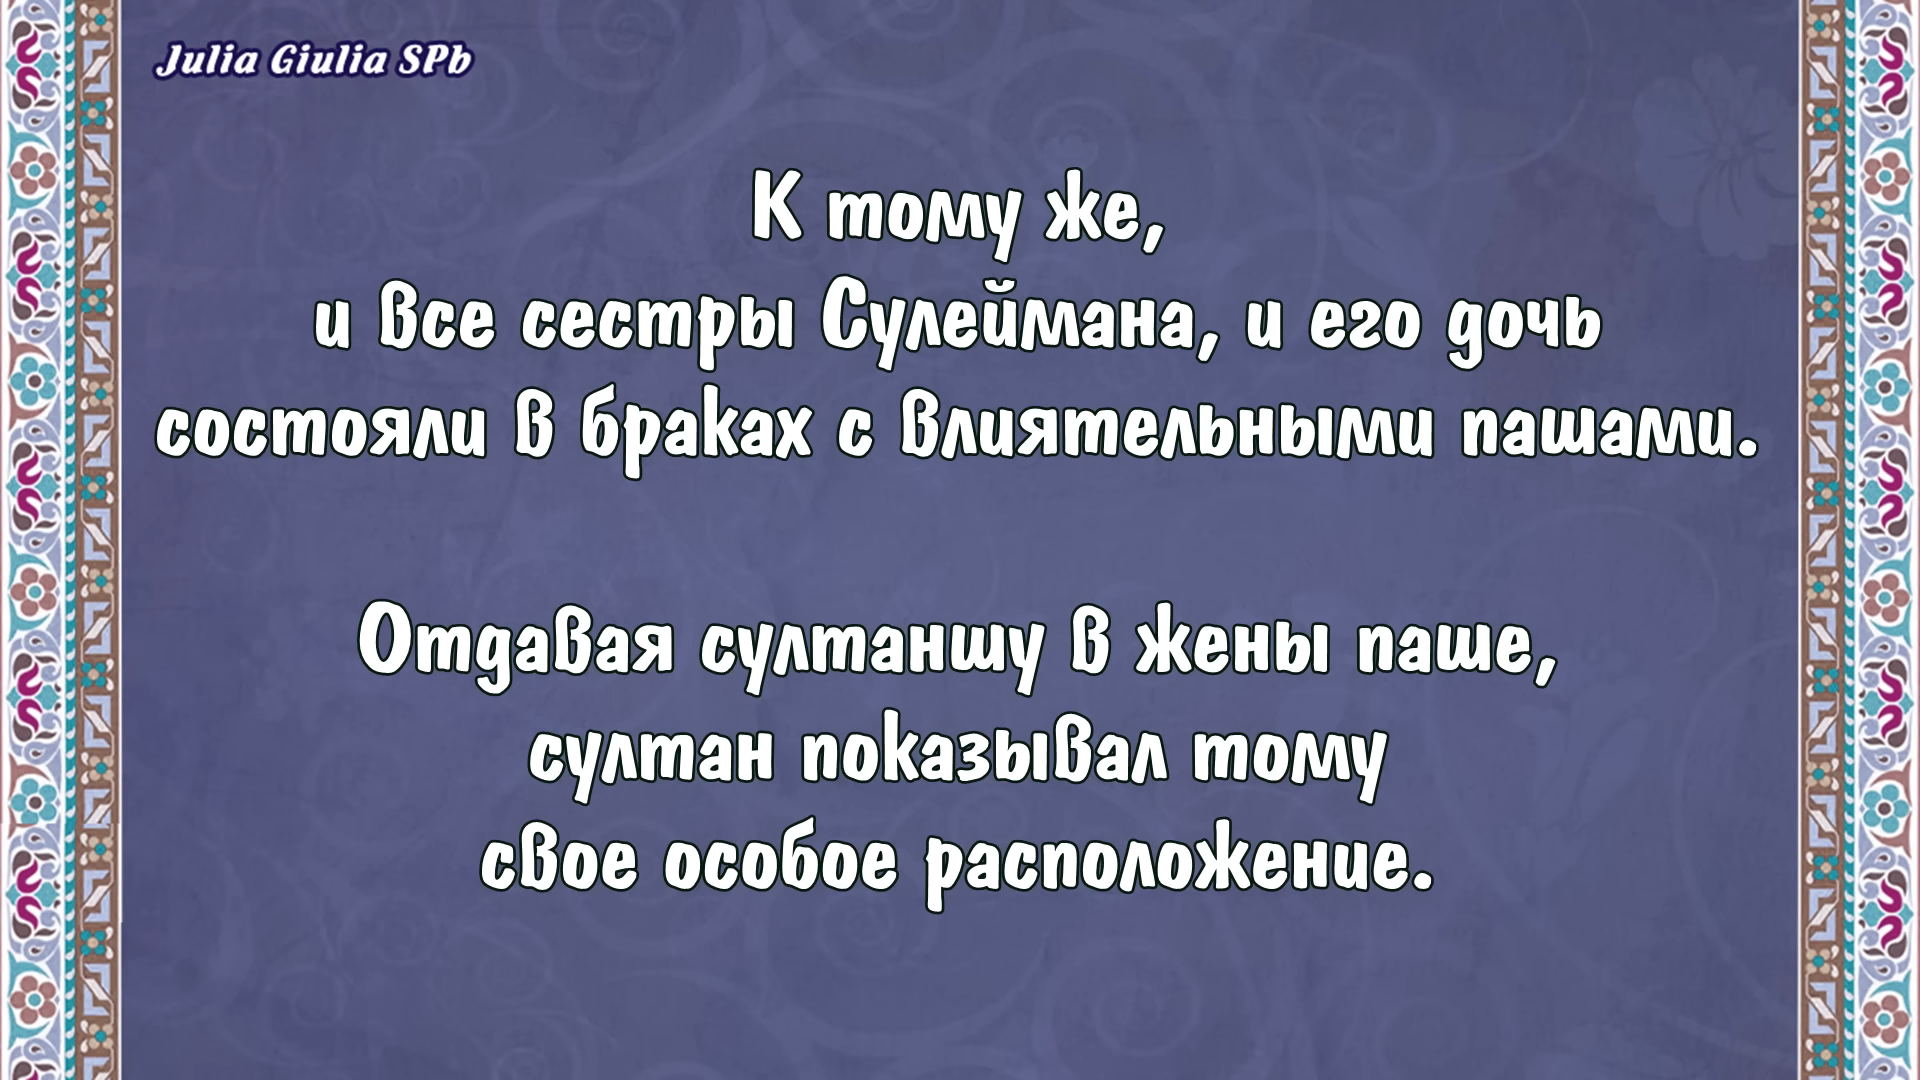 Julia Giulia SPb
К тому же,
и все сестры Сулеймана, и его дочь
состояли в браках с влиятельными пашами.
Отдавая султаншу в жены паше,
султан показывал тому
свое особое расположение.